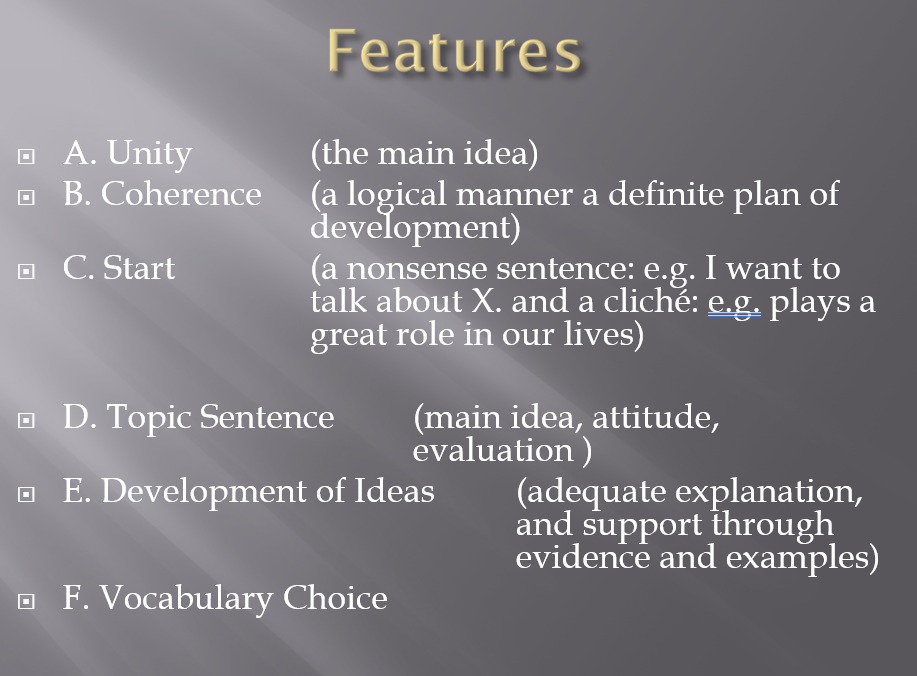 Features
A. Unity (the main idea)
B. Coherence (a logical manner a definite plan of
development)
C. Start (a nonsense sentence: e.g. I want to
talk about X. and a cliché: e.g. plays a
great role in our lives)
D. Topic Sentence (main idea, attitude,
evaluation )
E. Development of Ideas (adequate explanation,
and support through
evidence and examples)
F. Vocabulary Choice